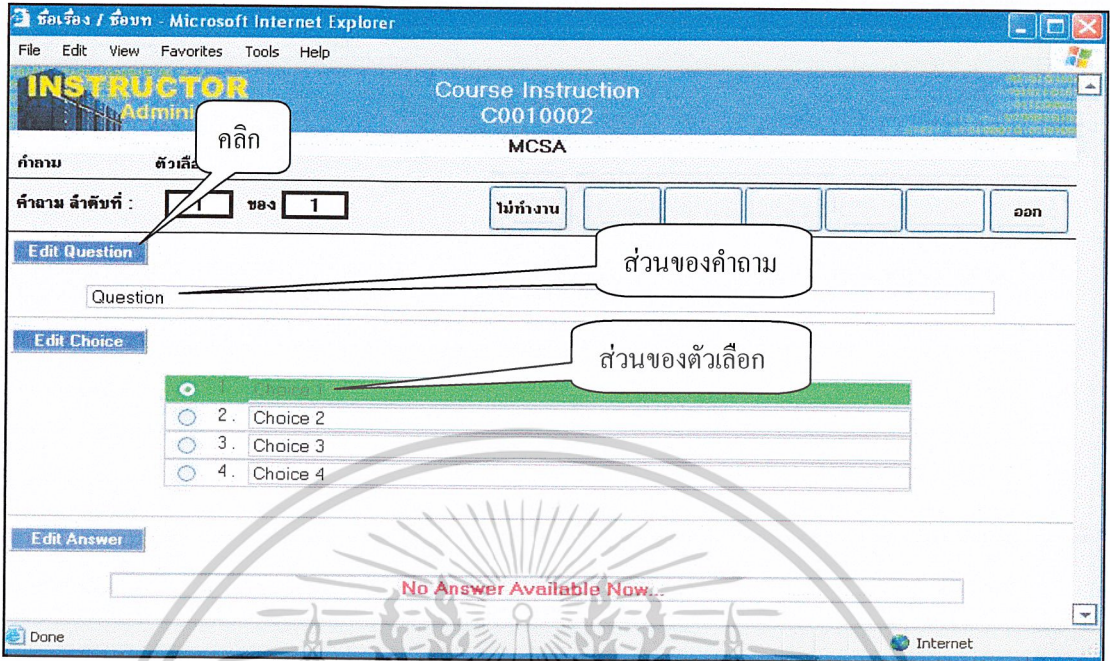 ชื่อเรื่อง / ชื่อบท - Microsoft Internet Explorer
File Edit View Favorites Tools Help
INSTRUCTOR
Course Instruction
C0010002
คลิก
MCSA
คำถาม
คำถาม ลำดับที่ : 1 ของ 1 ไม่ทำงาน ออก
Edit Question
ส่วนของคำถาม
Question
Edit Choice
ส่วนของตัวเลือก
1.
2. Choice 2
3. Choice 3
4. Choice 4
Edit Answer
No Answer Available Now...
Done Internet